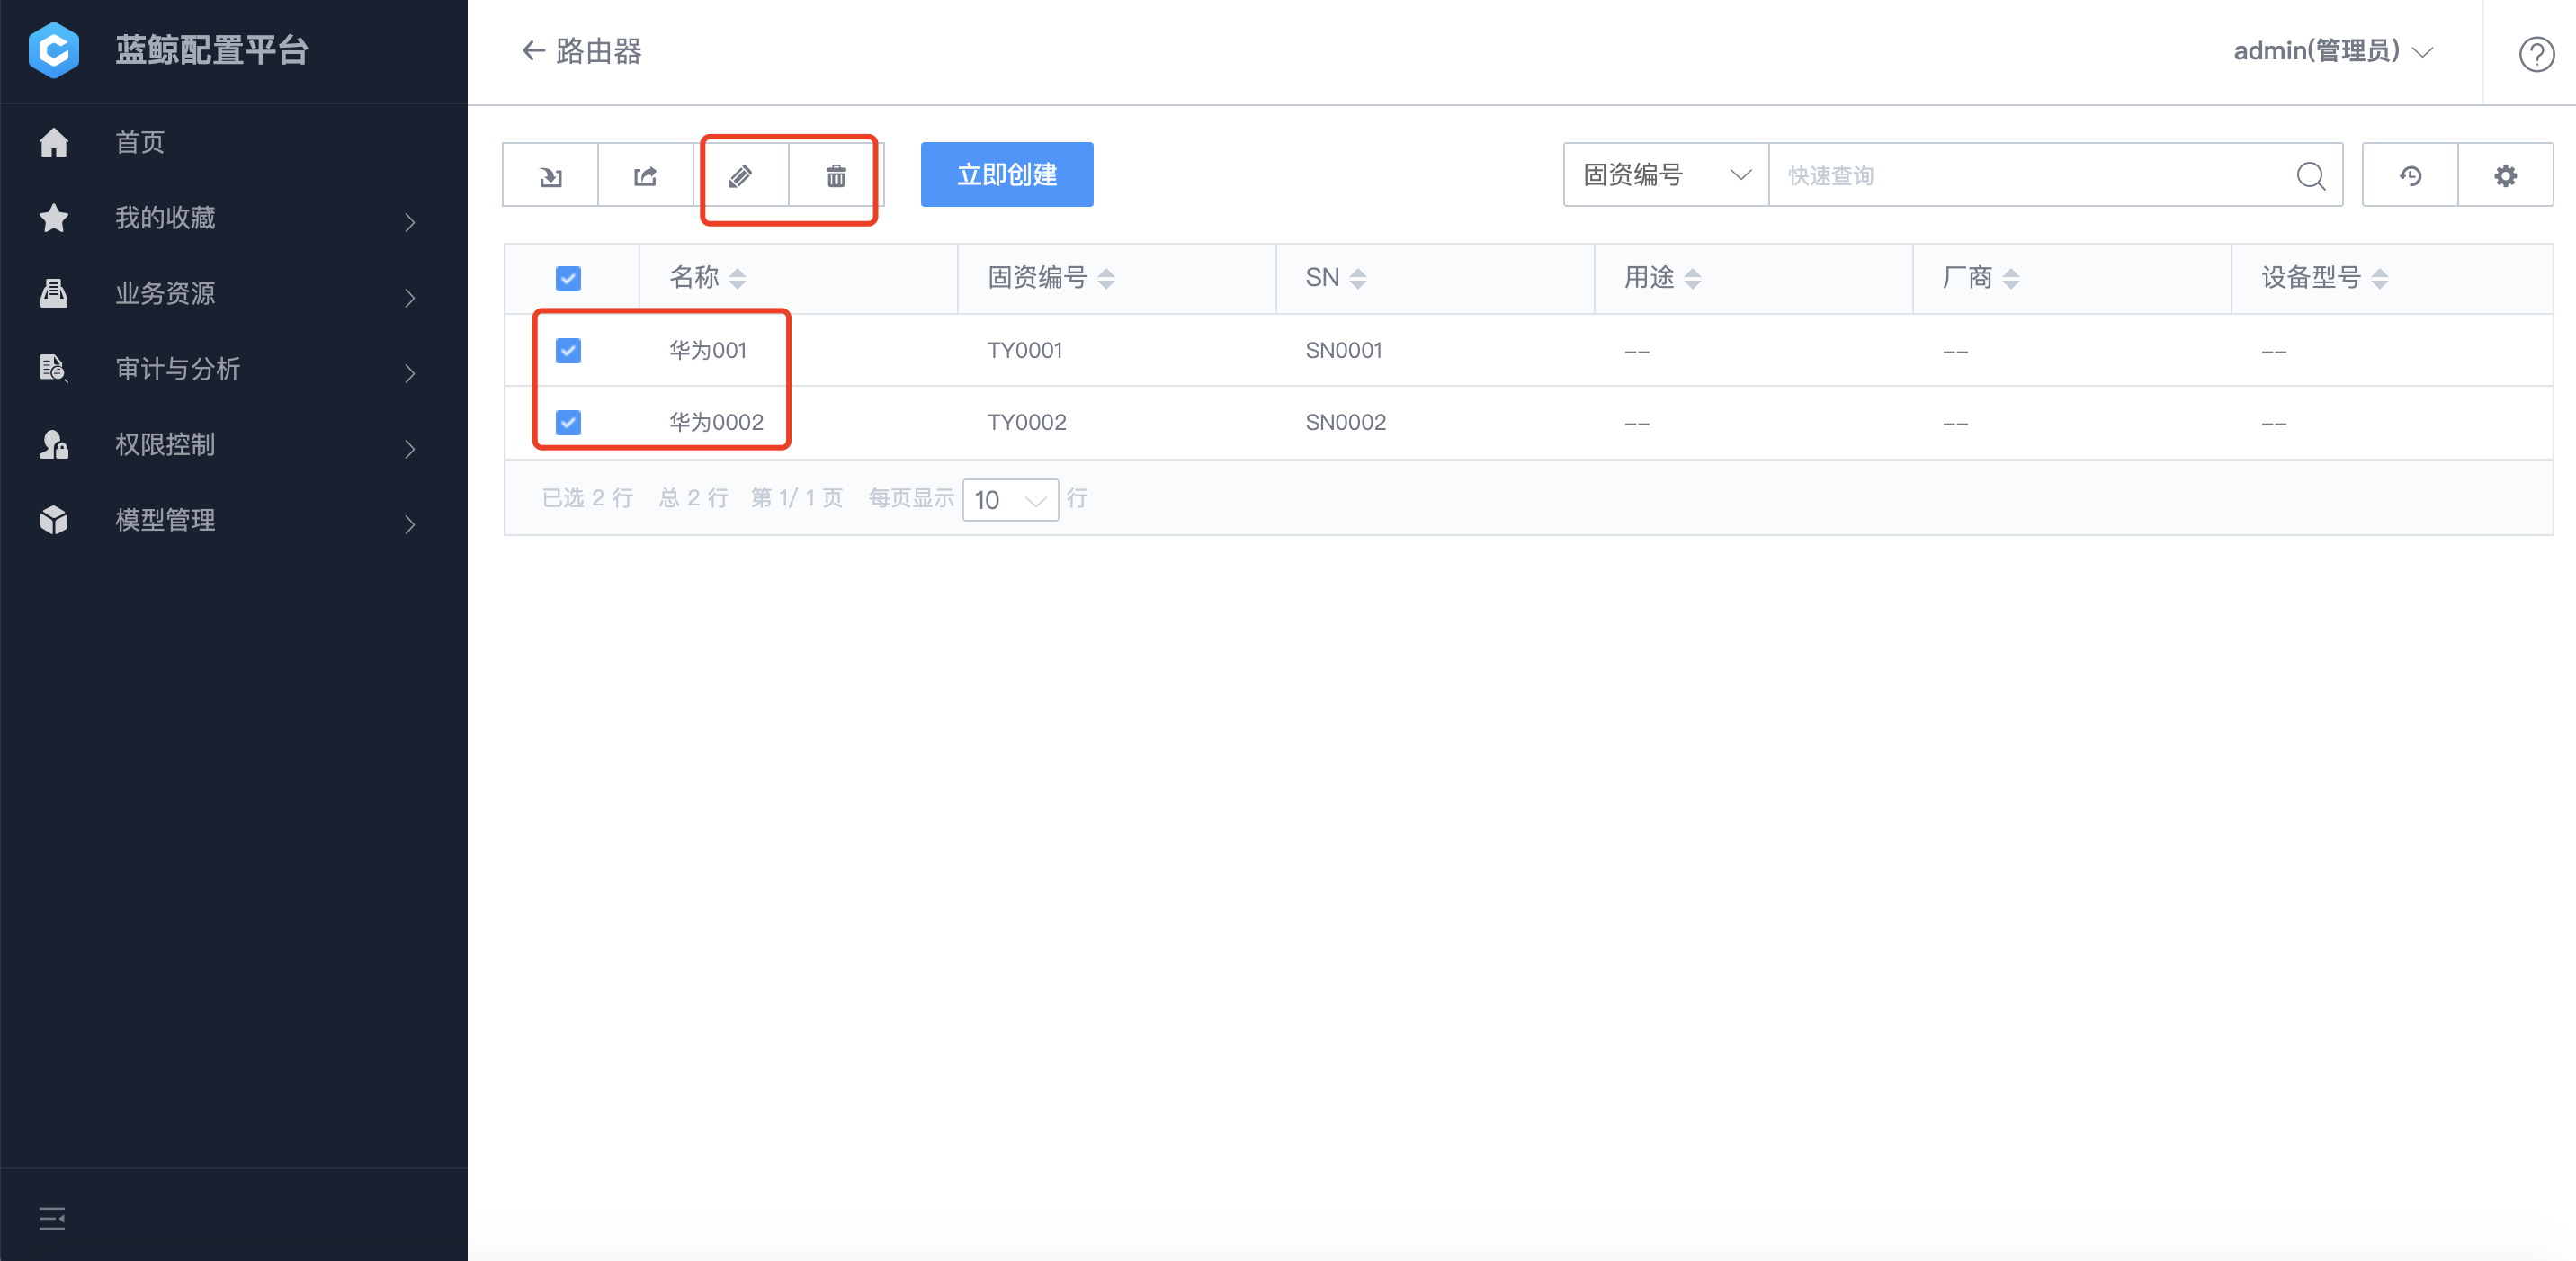 蓝鲸配置平台
首页
我的收藏
业务资源
审计与分析
权限控制
模型管理
路由器
admin(管理员)
立即创建
固资编号 快速查询
名称 固资编号 SN 用途 厂商 设备型号
华为001 TY0001 SN0001 -- -- --
华为0002 TY0002 SN0002 -- -- --
已选 2 行 总 2 行 第 1/ 1 页 每页显示 10 行